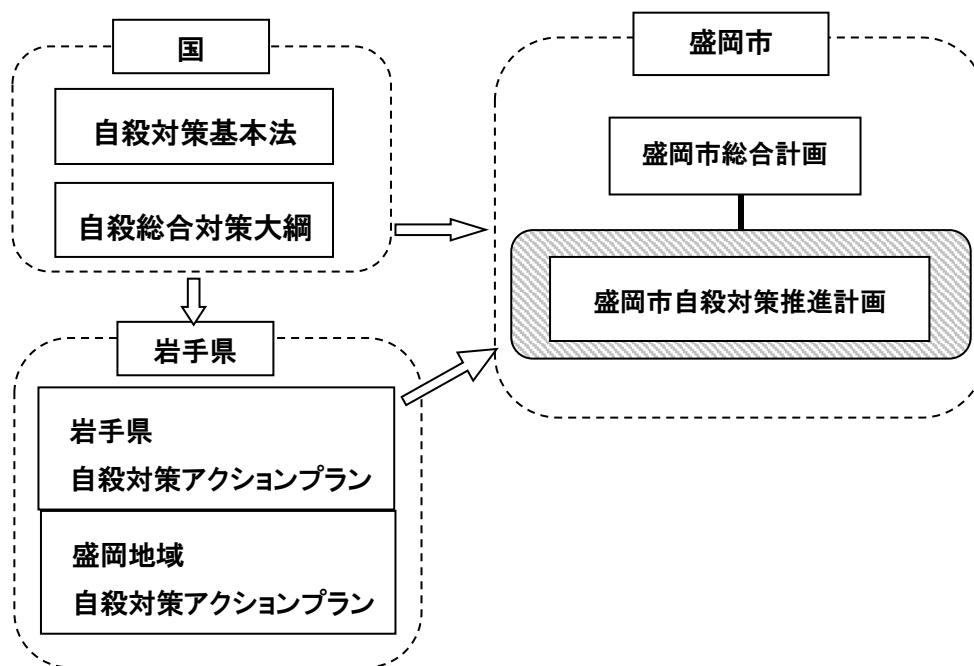 国
自殺対策基本法
自殺総合対策大綱
岩手県
岩手県
自殺対策アクションプラン
盛岡地域
自殺対策アクションプラン
盛岡市
盛岡市総合計画
盛岡市自殺対策推進計画